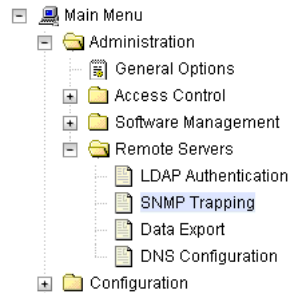 Main Menu
Administration
General Options
Access Control
Software Management
Remote Servers
LDAP Authentication
SNMP Trapping
Data Export
DNS Configuration
Configuration